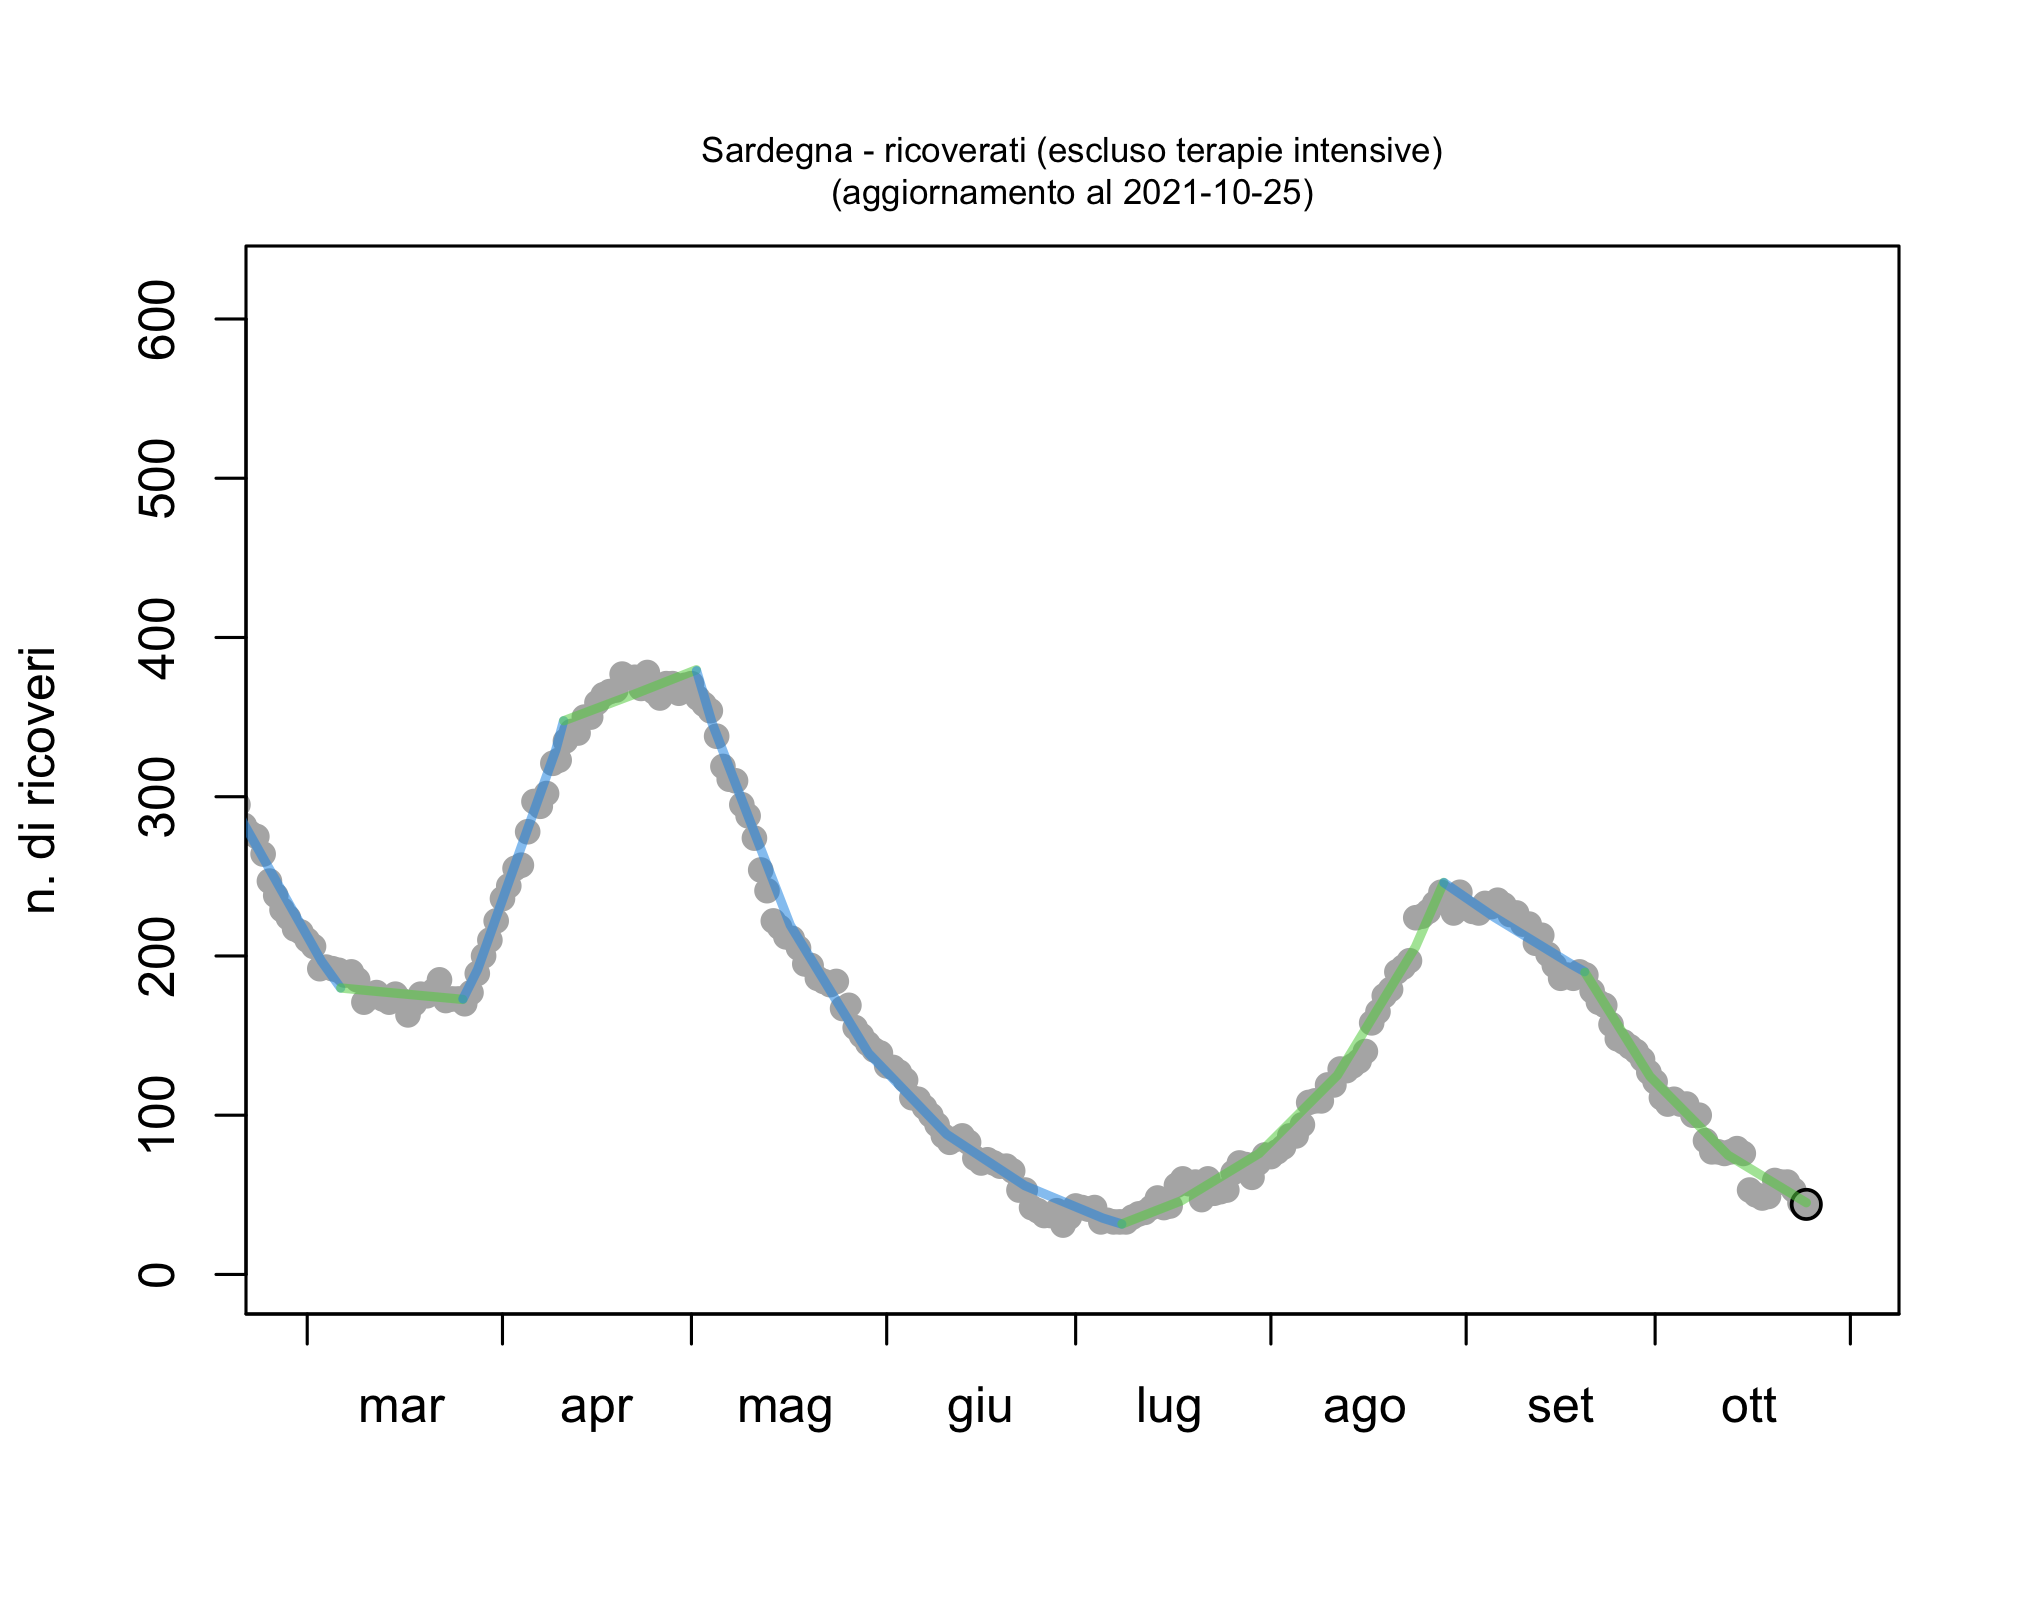 Sardegna - ricoverati (escluso terapie intensive)
(aggiornamento al 2021-10-25)
n. di ricoveri
600
500
400
300
200
100
0
mar apr mag giu lug ago set ott